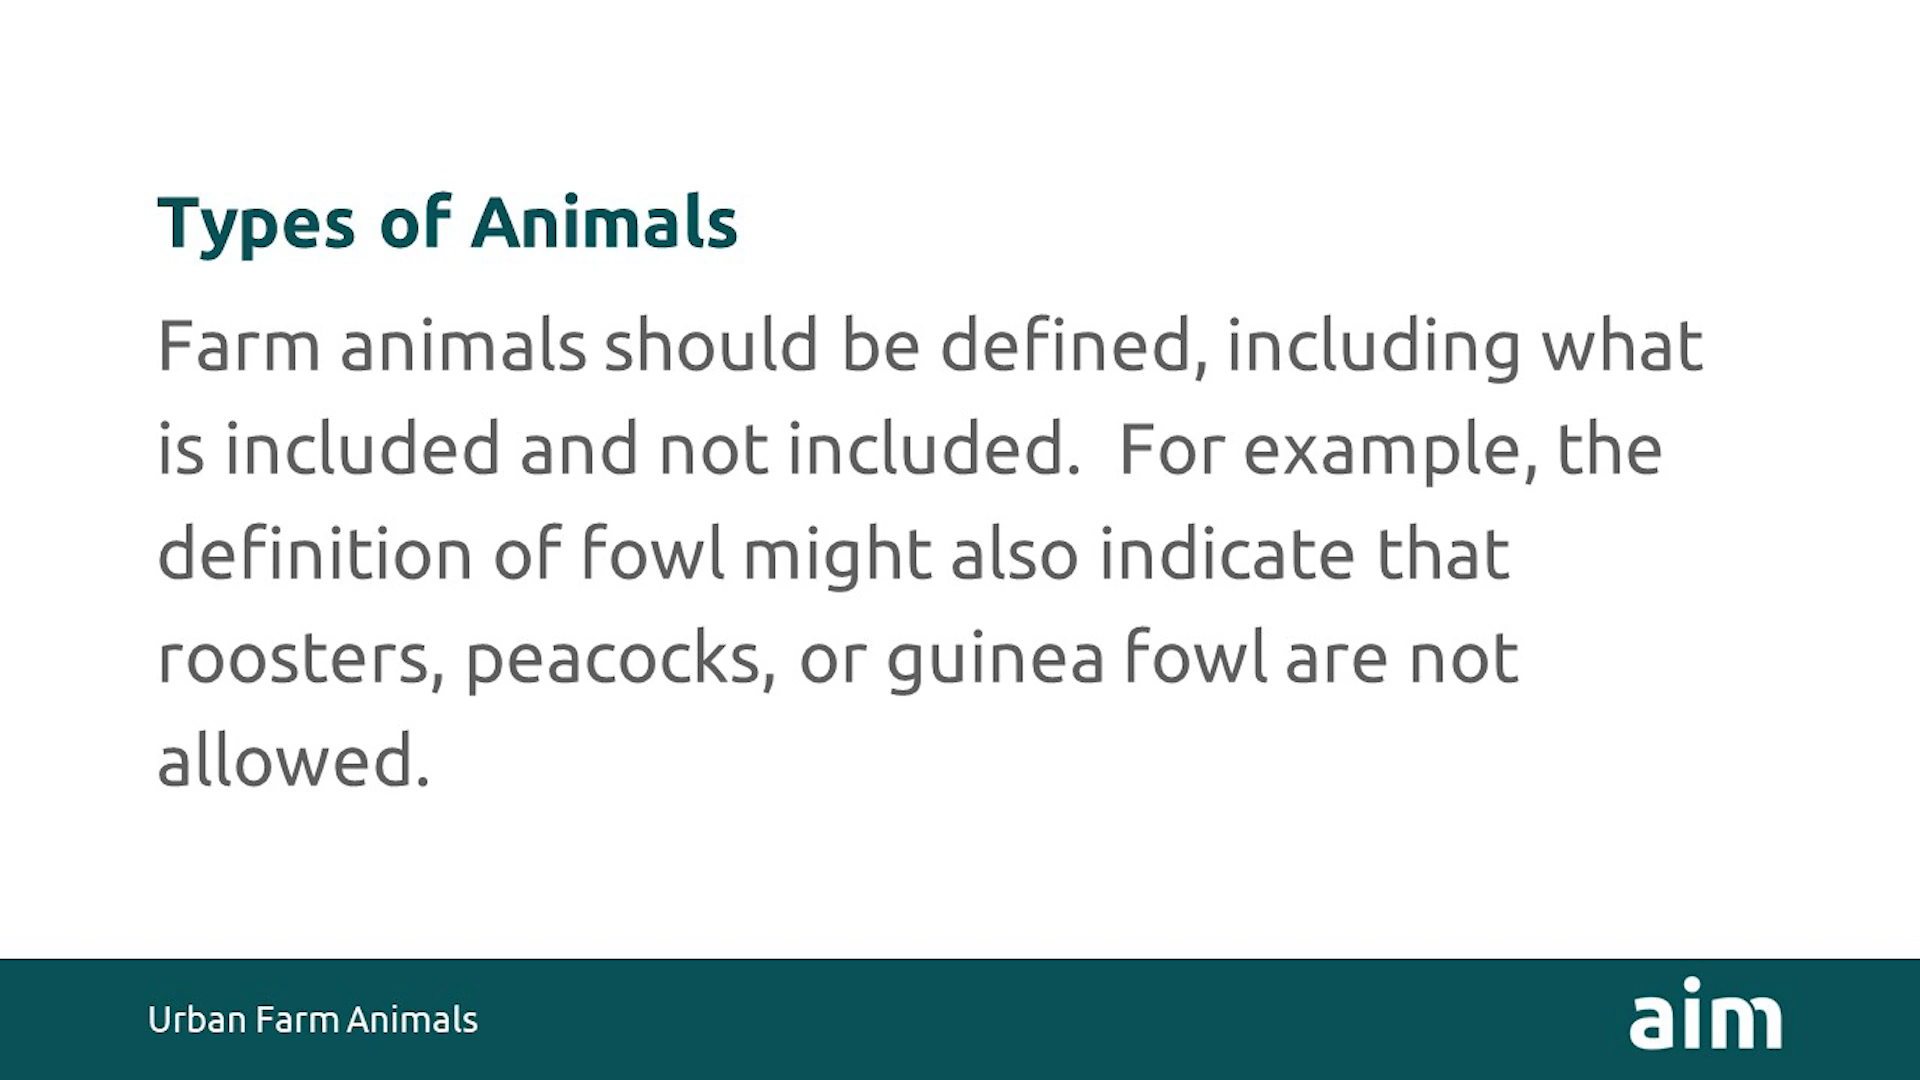 Types of Animals
Farm animals should be defined, including what
is included and not included.  For example, the
definition of fowl might also indicate that
roosters, peacocks, or guinea fowl are not
allowed.
Urban Farm Animals
aim